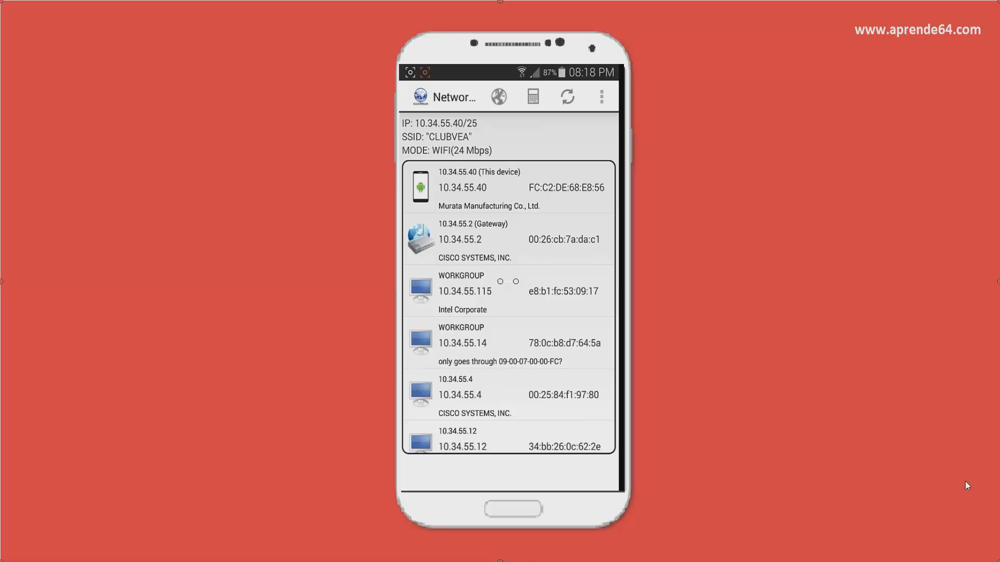 www.aprende64.com
87% 08:18 PM
Networ...
IP: 10.34.55.40/25
SSID: "CLUBVEA"
MODE: WIFI(24 Mbps)
10.34.55.40 (This device)
10.34.55.40 FC:C2:DE:68:E8:56
Murata Manufacturing Co., Ltd.
10.34.55.2 (Gateway)
10.34.55.2 00:26:cb:7a:da:c1
CISCO SYSTEMS, INC.
WORKGROUP
10.34.55.115 e8:b1:fc:53:09:17
Intel Corporate
WORKGROUP
10.34.55.14 78:0c:b8:d7:64:5a
only goes through 09-00-07-00-00-FC?
10.34.55.4
10.34.55.4 00:25:84:f1:97:80
CISCO SYSTEMS, INC.
10.34.55.12
10.34.55.12 34:bb:26:0c:62:2e